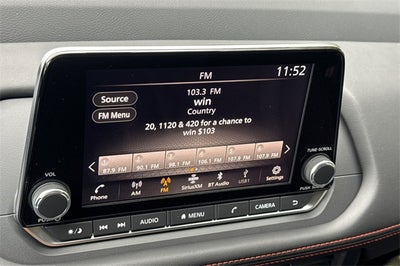 FM
11:52
Source
103.3 FM
win
Country
FM Menu
20, 1120 & 420 for a chance to
win $103
87.9 FM
90.1 FM
98.1 FM
106.1 FM
107.6 FM
107.9 FM
Phone
AM
FM
SiriusXM
BT Audio
USB1
Settings
VOL
TUNE·SCROLL
PUSH
AUDIO
MENU
CAMERA